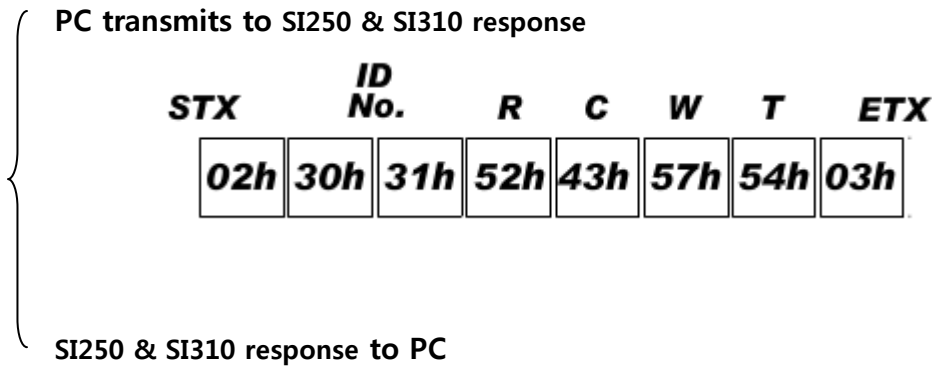 PC transmits to SI250 & SI310 response
ID
STX No. R C W T ETX
02h 30h 31h 52h 43h 57h 54h 03h
SI250 & SI310 response to PC